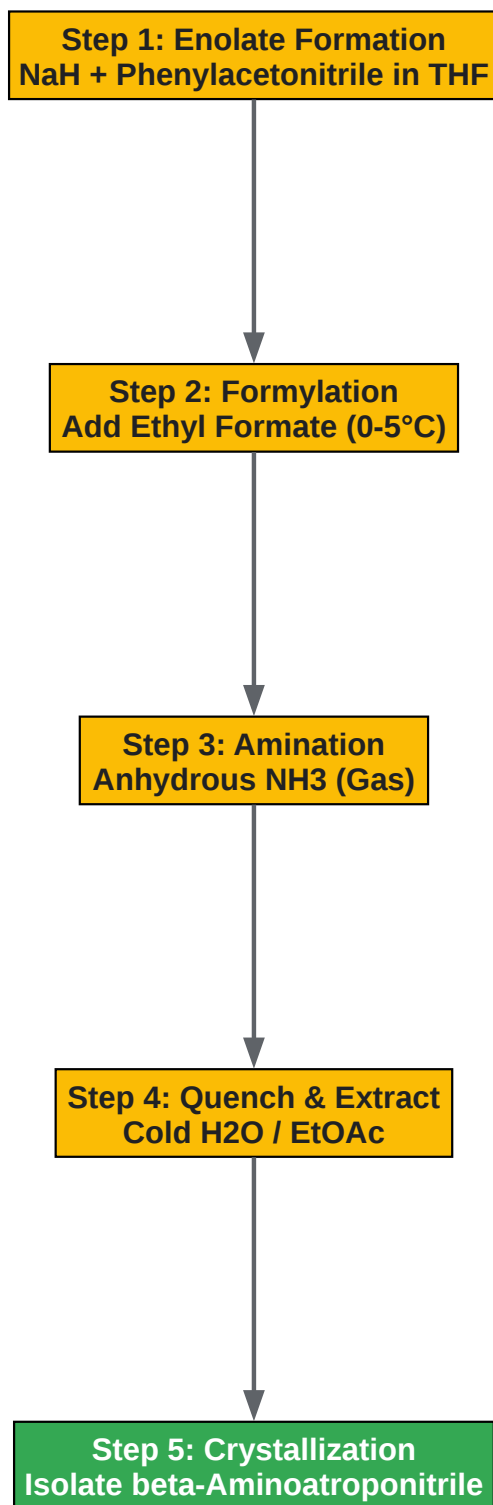 Step 1: Enolate Formation
NaH + Phenylacetonitrile in THF
Step 2: Formylation
Add Ethyl Formate (0-5°C)
Step 3: Amination
Anhydrous NH3 (Gas)
Step 4: Quench & Extract
Cold H2O / EtOAc
Step 5: Crystallization
Isolate beta-Aminoatroponitrile